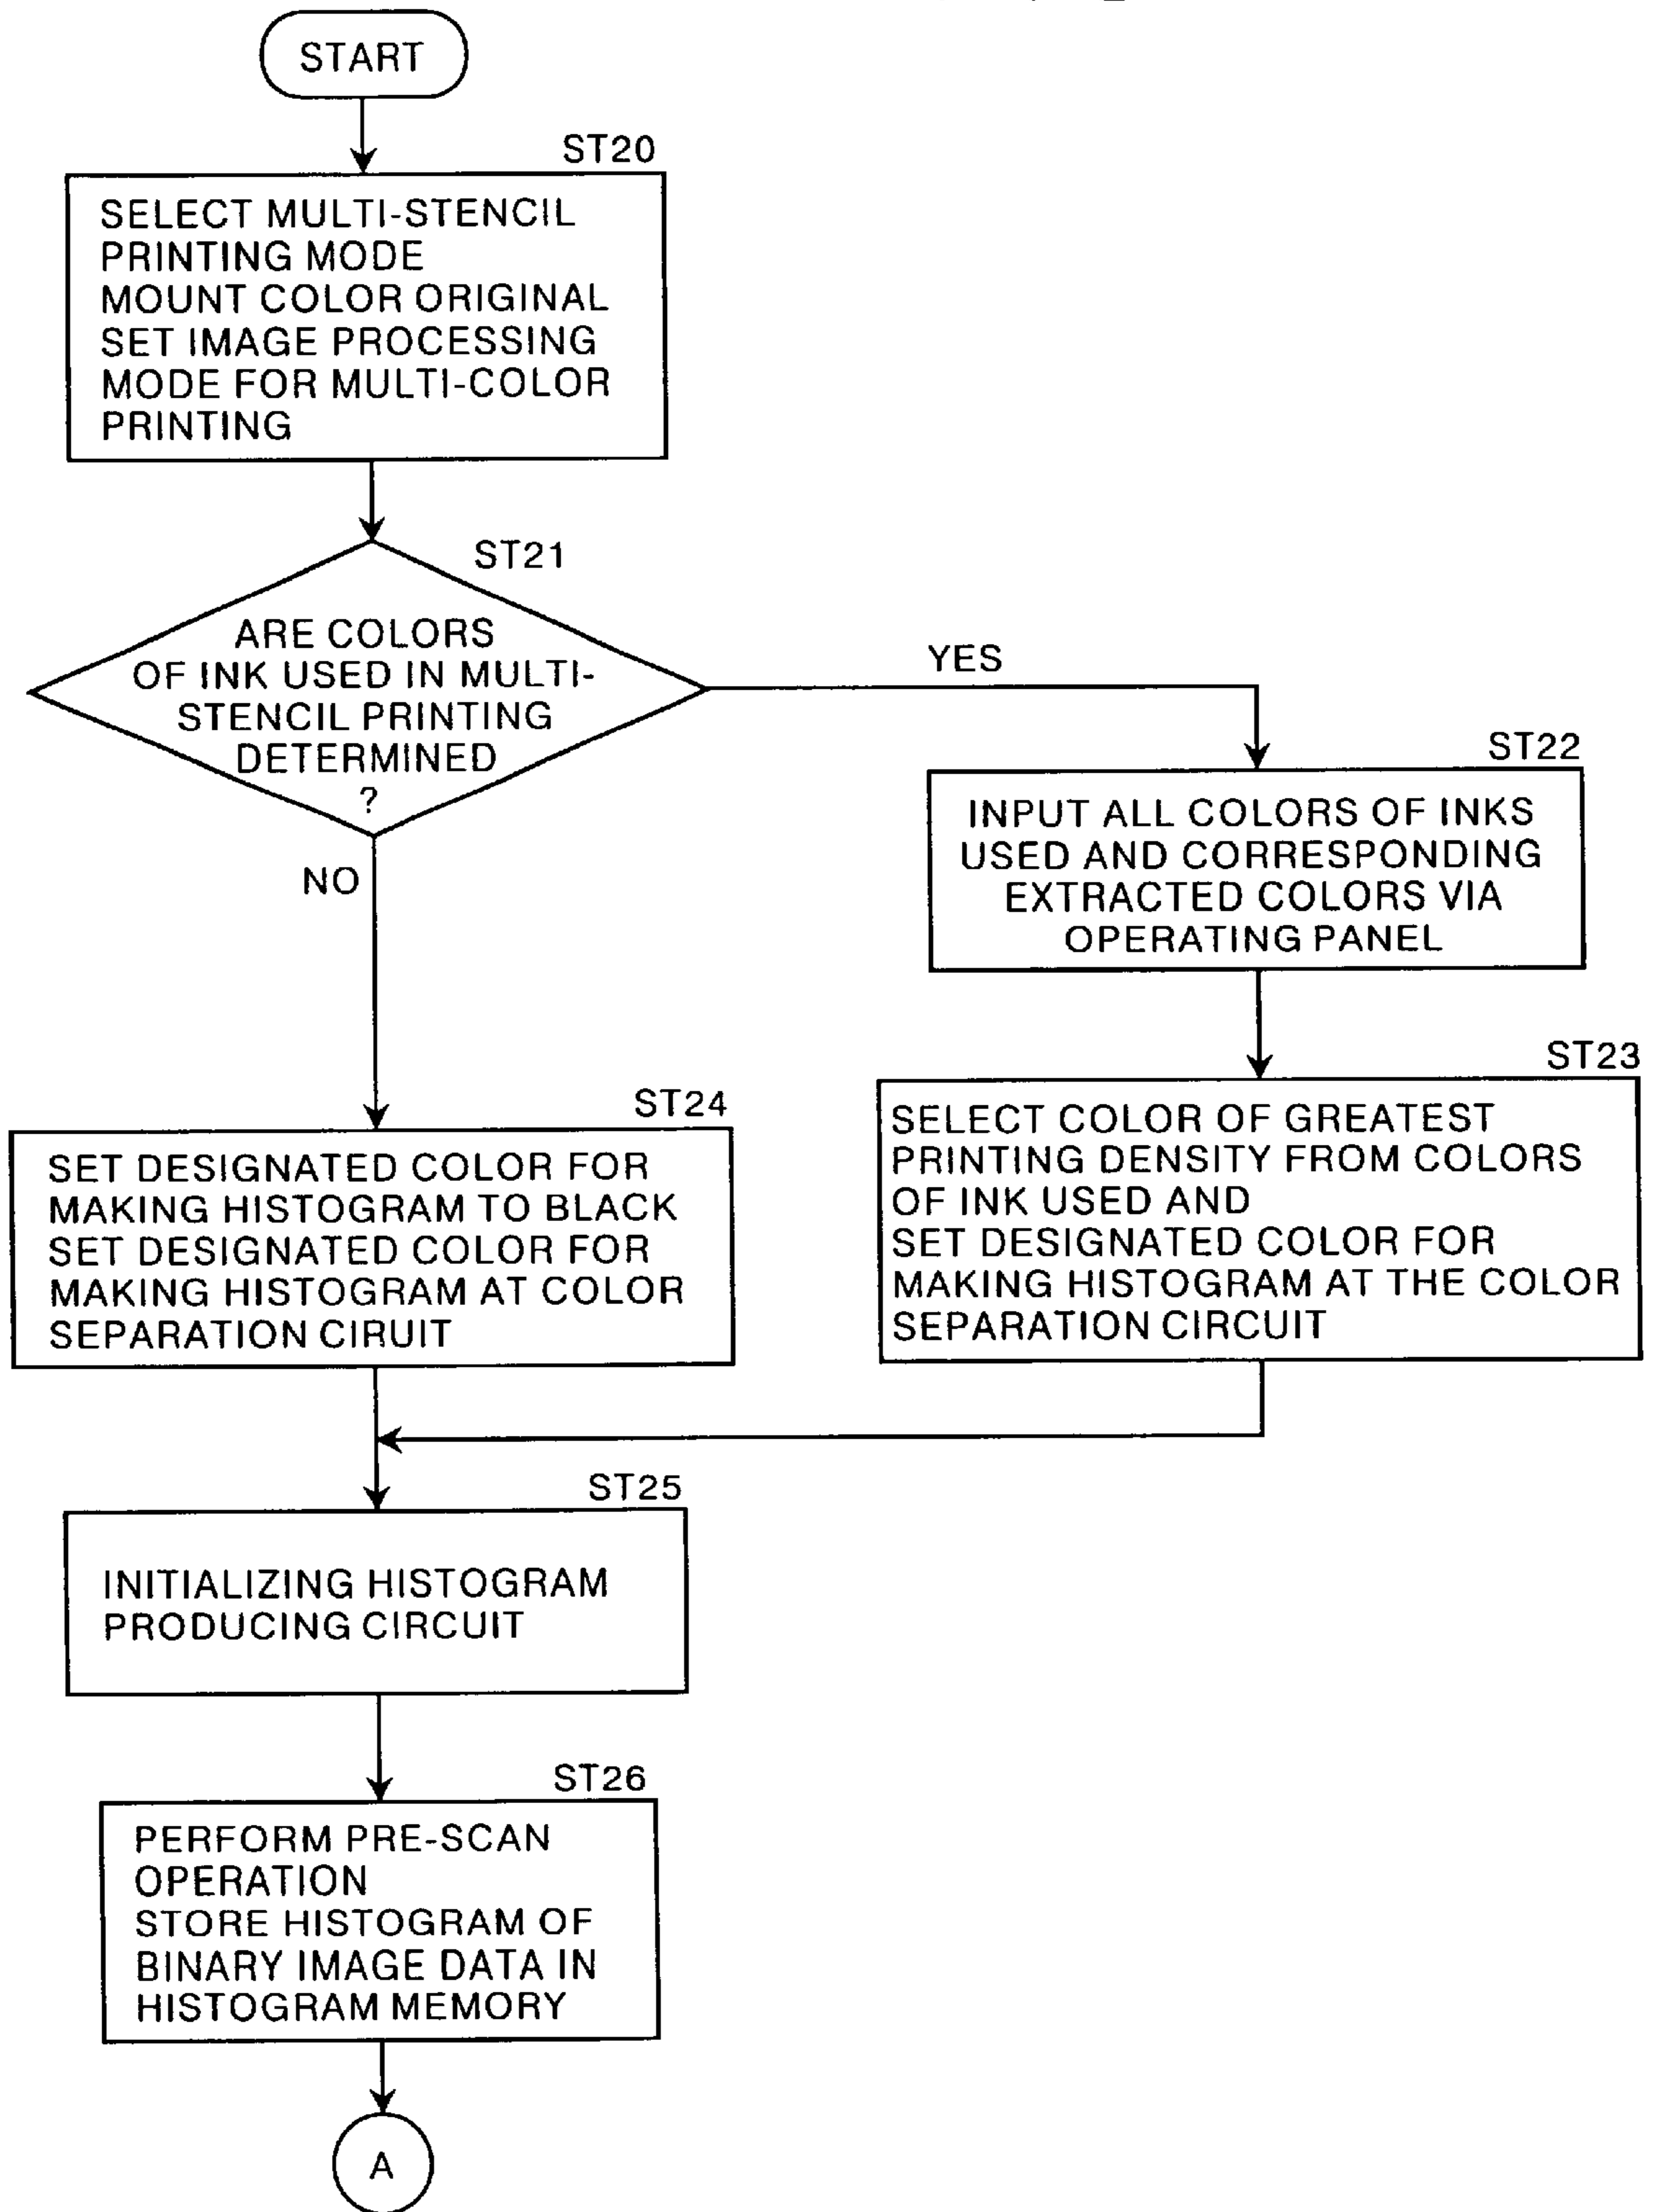 START
ST20
SELECT MULTI-STENCIL
PRINTING MODE
MOUNT COLOR ORIGINAL
SET IMAGE PROCESSING
MODE FOR MULTI-COLOR
PRINTING
ST21
ARE COLORS
OF INK USED IN MULTI-
STENCIL PRINTING
DETERMINED
?
YES
NO
ST22
INPUT ALL COLORS OF INKS
USED AND CORRESPONDING
EXTRACTED COLORS VIA
OPERATING PANEL
ST23
SELECT COLOR OF GREATEST
PRINTING DENSITY FROM COLORS
OF INK USED AND
SET DESIGNATED COLOR FOR
MAKING HISTOGRAM AT THE COLOR
SEPARATION CIRCUIT
ST24
SET DESIGNATED COLOR FOR
MAKING HISTOGRAM TO BLACK
SET DESIGNATED COLOR FOR
MAKING HISTOGRAM AT COLOR
SEPARATION CIRUIT
ST25
INITIALIZING HISTOGRAM
PRODUCING CIRCUIT
ST26
PERFORM PRE-SCAN
OPERATION
STORE HISTOGRAM OF
BINARY IMAGE DATA IN
HISTOGRAM MEMORY
A